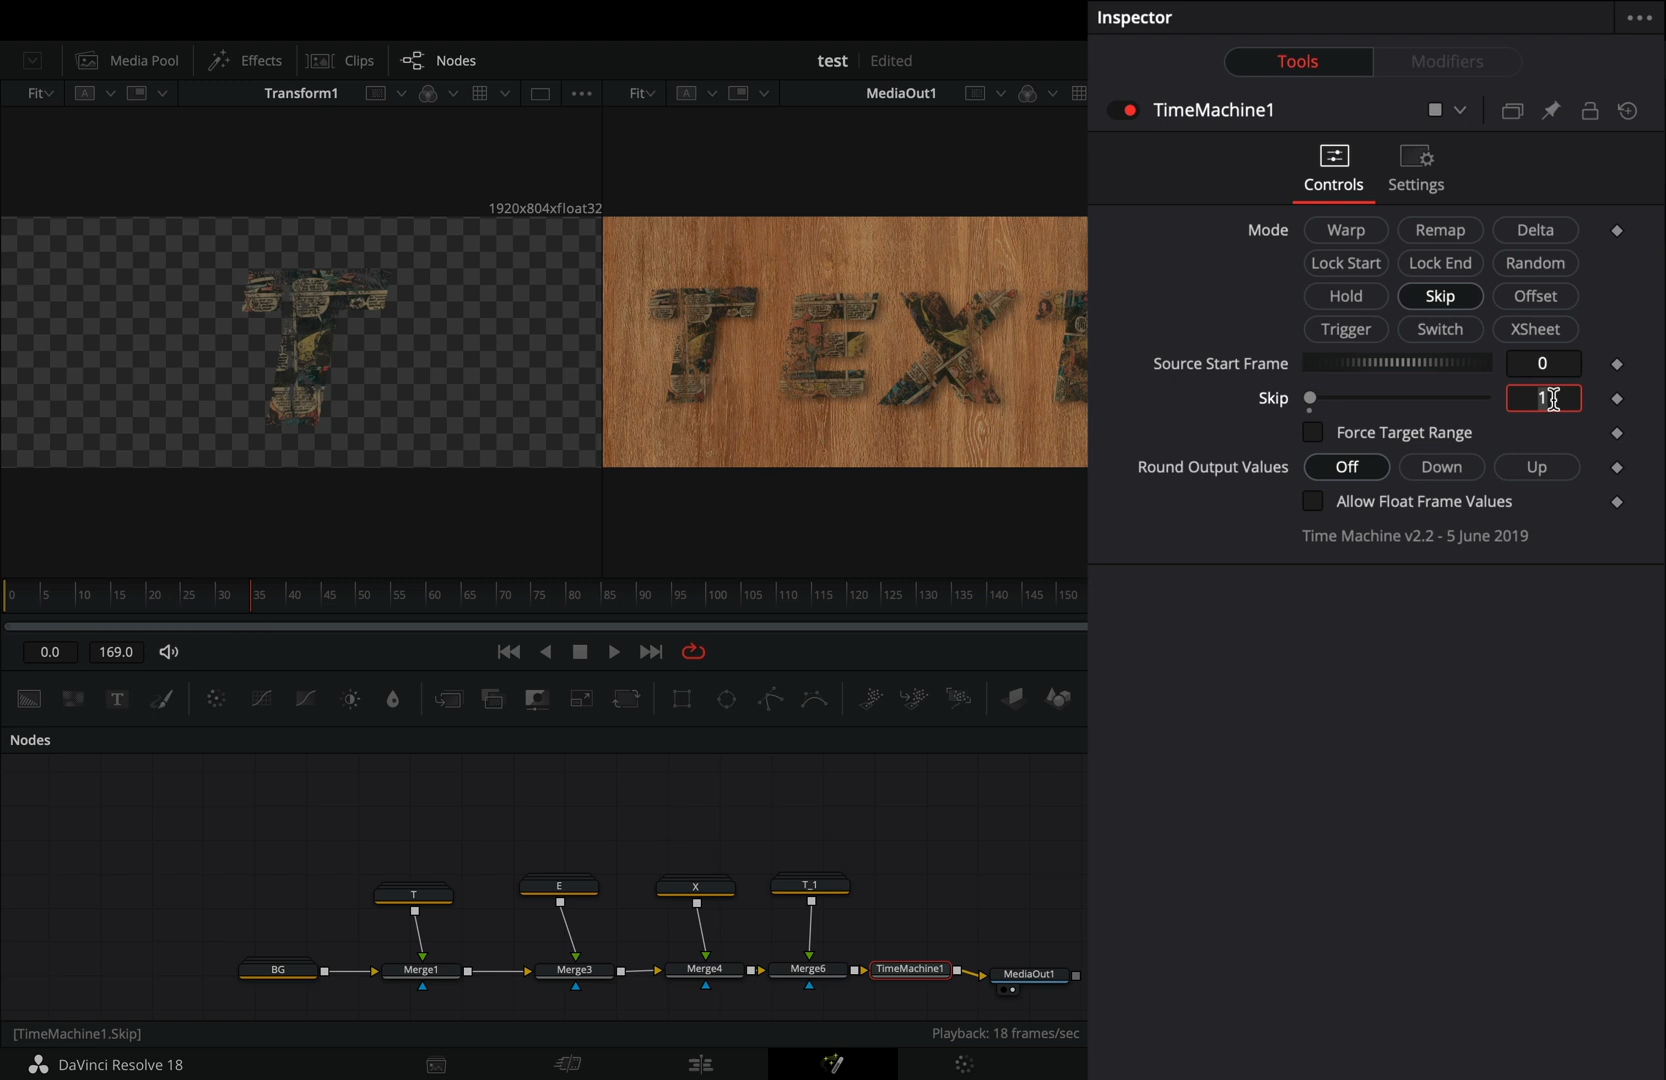 Inspector
Media Pool
Effects
Clips
Nodes
test
Edited
Tools
Modifiers
Fit
Transform1
Fit
MediaOut1
TimeMachine1
Controls
Settings
1920x804xfloat32
Mode
Warp
Remap
Delta
Lock Start
Lock End
Random
Hold
Skip
Offset
Trigger
Switch
XSheet
Source Start Frame
0
Skip
1
Force Target Range
Round Output Values
Off
Down
Up
Allow Float Frame Values
Time Machine v2.2 - 5 June 2019
T
TEXT
0 5 10 15 20 25 30 35 40 45 50 55 60 65 70 75 80 85 90 95 100 105 110 115 120 125 130 135 140 145 150
0.0
169.0
T
Nodes
T
E
X
T_1
BG
Merge1
Merge3
Merge4
Merge6
TimeMachine1
MediaOut1
[TimeMachine1.Skip]
Playback: 18 frames/sec
DaVinci Resolve 18